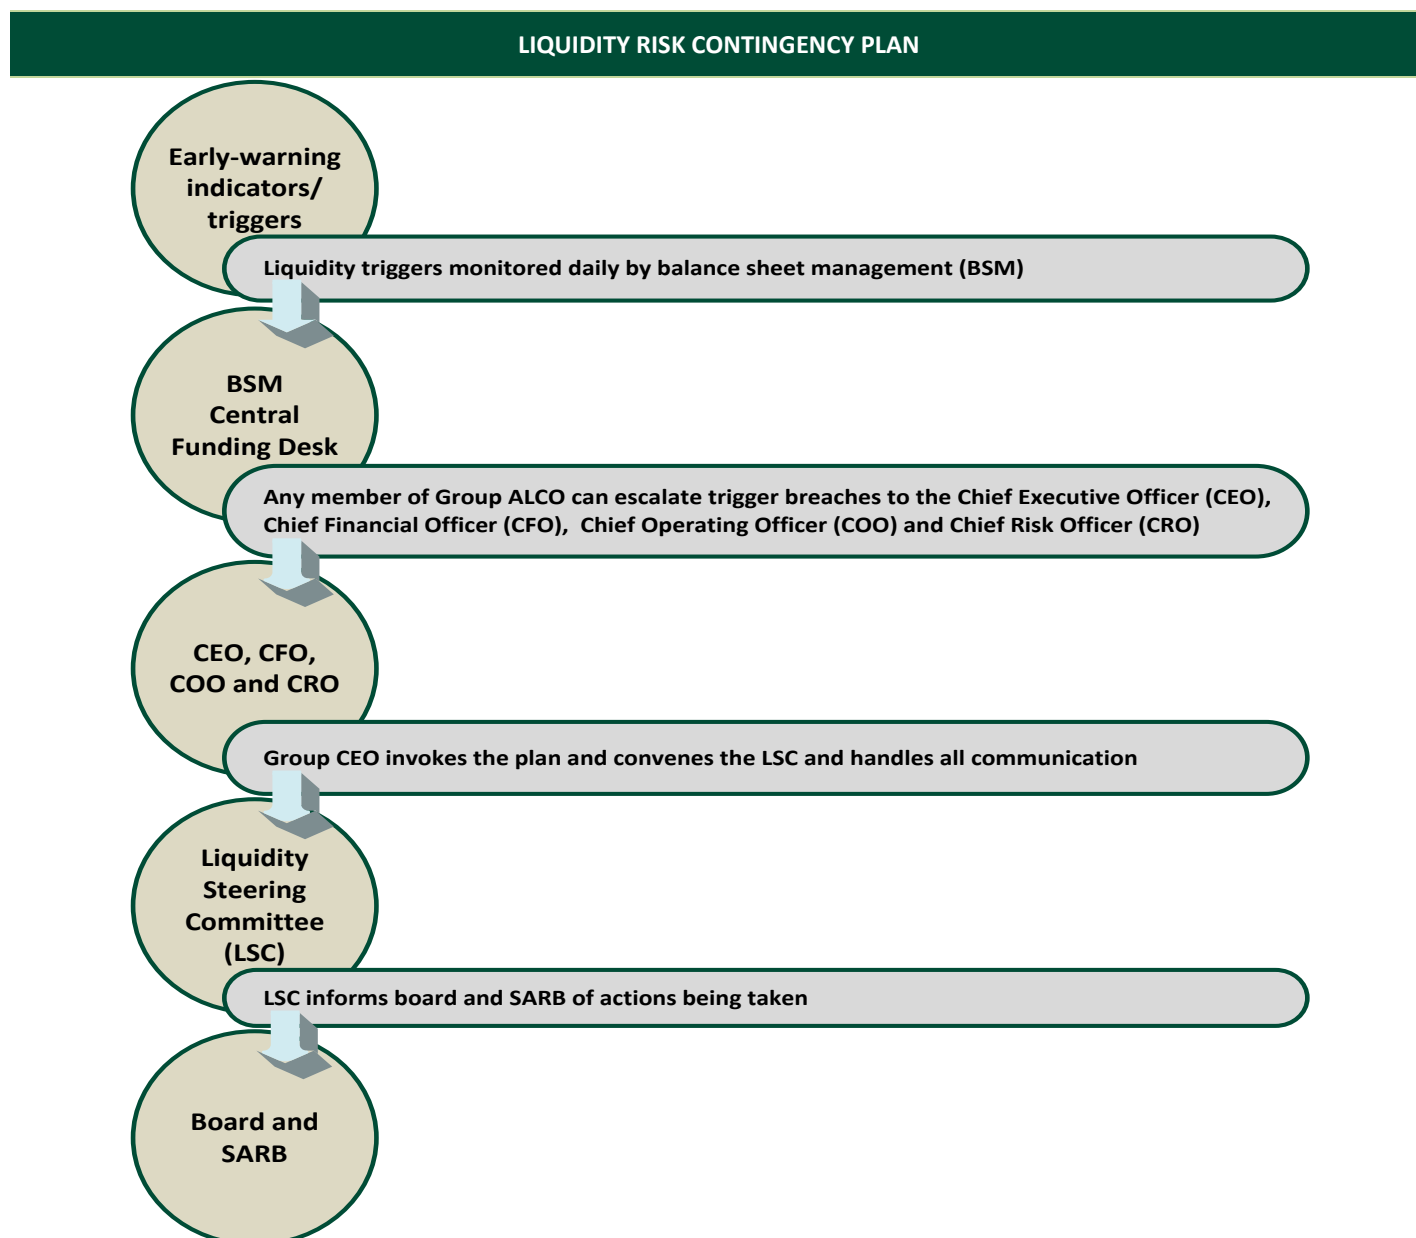 LIQUIDITY RISK CONTINGENCY PLAN
Early-warning
indicators/
triggers
Liquidity triggers monitored daily by balance sheet management (BSM)
BSM
Central
Funding Desk
Any member of Group ALCO can escalate trigger breaches to the Chief Executive Officer (CEO),
Chief Financial Officer (CFO),  Chief Operating Officer (COO) and Chief Risk Officer (CRO)
CEO, CFO,
COO and CRO
Group CEO invokes the plan and convenes the LSC and handles all communication
Liquidity
Steering
Committee
(LSC)
LSC informs board and SARB of actions being taken
Board and
SARB